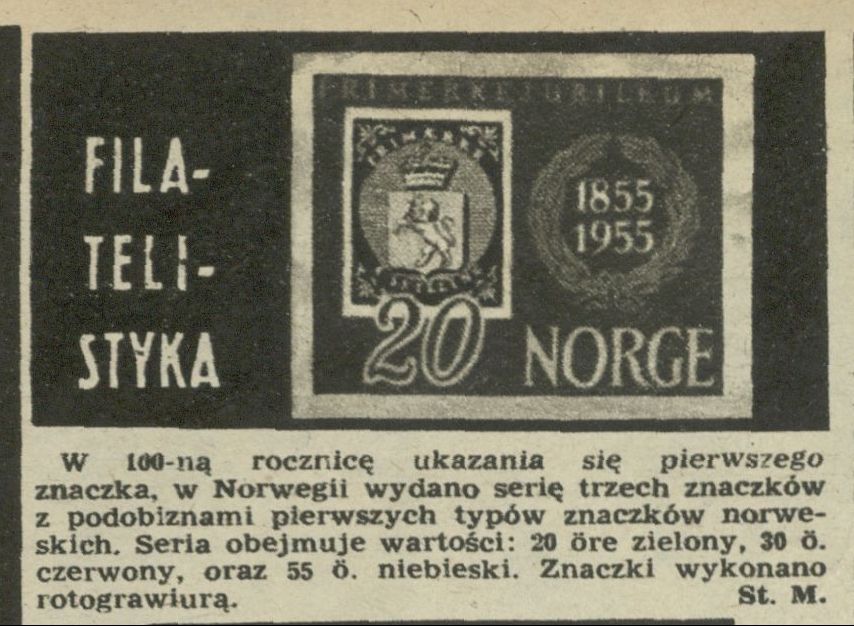 FILA-
TELI-
STYKA
FRIMERKEJUBILEUM
FRIMERKE
1855
1955
20 NORGE
W 100-ną rocznicę ukazania się pierwszego
znaczka, w Norwegii wydano serię trzech znaczków
z podobiznami pierwszych typów znaczków norwe-
skich. Seria obejmuje wartości: 20 öre zielony, 30 ö.
czerwony, oraz 55 ö. niebieski. Znaczki wykonano
rotograwiurą. St. M.